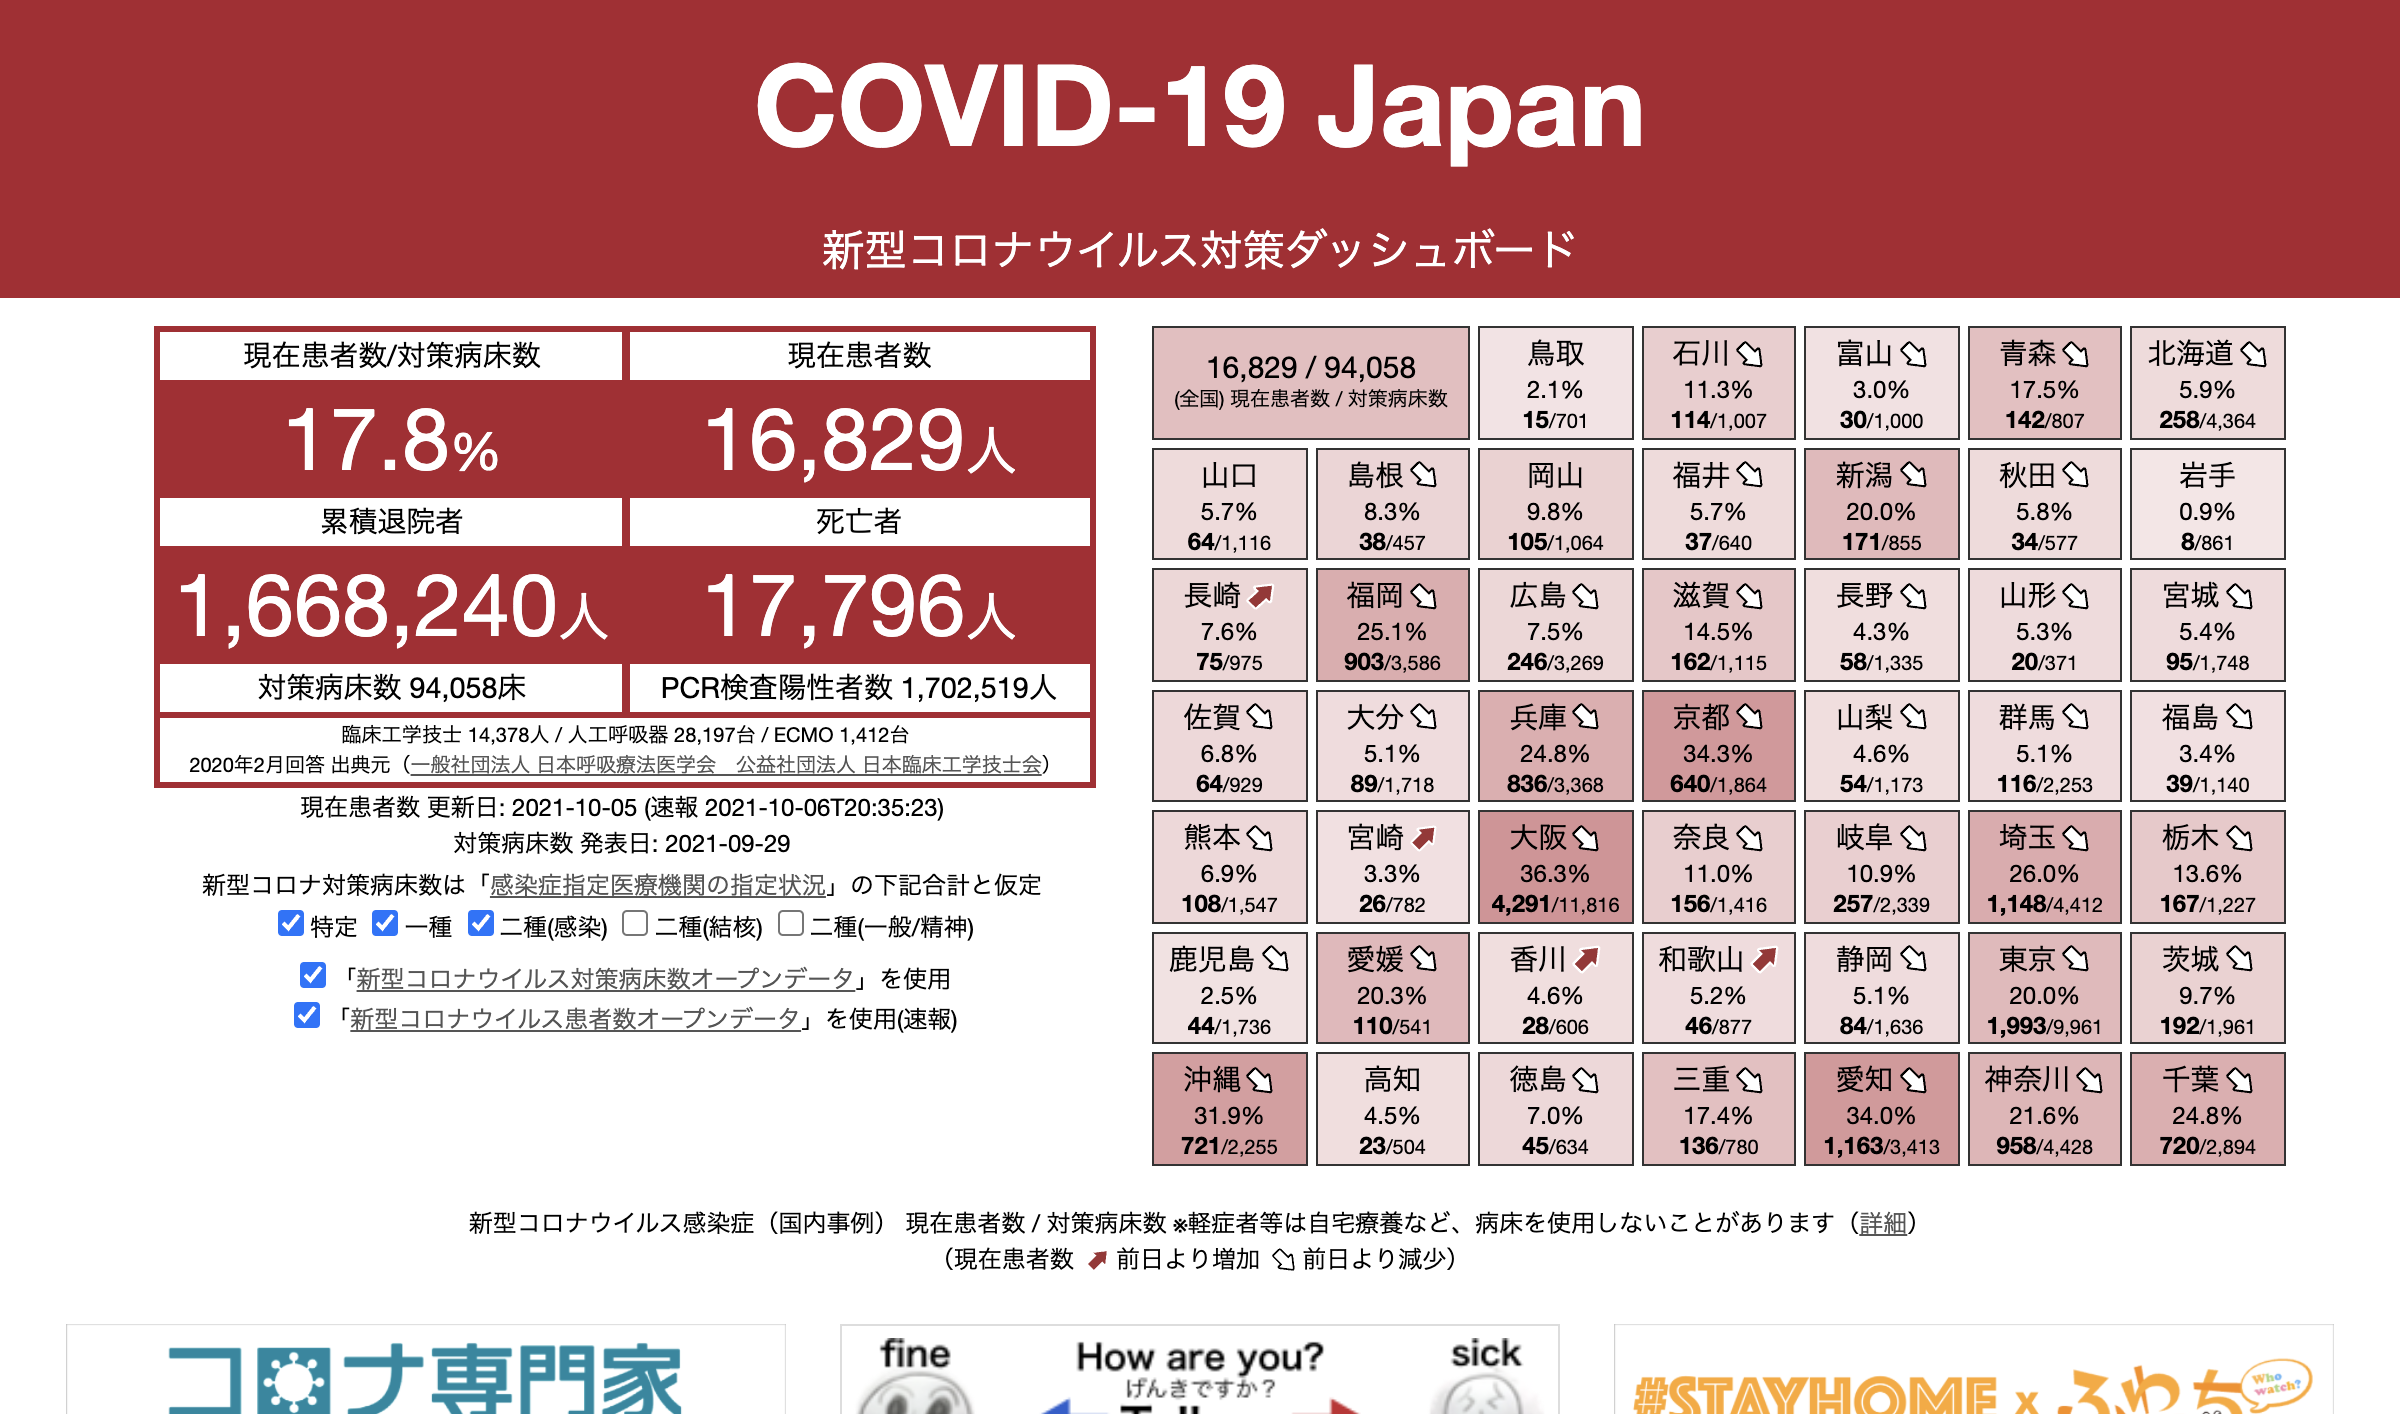 COVID-19 Japan
新型コロナウイルス対策ダッシュボード
現在患者数/対策病床数
現在患者数
17.8%
16,829人
累積退院者
死亡者
1,668,240人
17,796人
対策病床数 94,058床
PCR検査陽性者数 1,702,519人
臨床工学技士 14,378人 / 人工呼吸器 28,197台 / ECMO 1,412台
2020年2月回答 出典元（一般社団法人 日本呼吸療法医学会　公益社団法人 日本臨床工学技士会）
現在患者数 更新日: 2021-10-05 (速報 2021-10-06T20:35:23)
対策病床数 発表日: 2021-09-29
新型コロナ対策病床数は「感染症指定医療機関の指定状況」の下記合計と仮定
特定 一種 二種(感染) 二種(結核) 二種(一般/精神)
「新型コロナウイルス対策病床数オープンデータ」を使用
「新型コロナウイルス患者数オープンデータ」を使用(速報)
16,829 / 94,058
(全国) 現在患者数 / 対策病床数
鳥取
2.1%
15/701
石川
11.3%
114/1,007
富山
3.0%
30/1,000
青森
17.5%
142/807
北海道
5.9%
258/4,364
山口
5.7%
64/1,116
島根
8.3%
38/457
岡山
9.8%
105/1,064
福井
5.7%
37/640
新潟
20.0%
171/855
秋田
5.8%
34/577
岩手
0.9%
8/861
長崎
7.6%
75/975
福岡
25.1%
903/3,586
広島
7.5%
246/3,269
滋賀
14.5%
162/1,115
長野
4.3%
58/1,335
山形
5.3%
20/371
宮城
5.4%
95/1,748
佐賀
6.8%
64/929
大分
5.1%
89/1,718
兵庫
24.8%
836/3,368
京都
34.3%
640/1,864
山梨
4.6%
54/1,173
群馬
5.1%
116/2,253
福島
3.4%
39/1,140
熊本
6.9%
108/1,547
宮崎
3.3%
26/782
大阪
36.3%
4,291/11,816
奈良
11.0%
156/1,416
岐阜
10.9%
257/2,339
埼玉
26.0%
1,148/4,412
栃木
13.6%
167/1,227
鹿児島
2.5%
44/1,736
愛媛
20.3%
110/541
香川
4.6%
28/606
和歌山
5.2%
46/877
静岡
5.1%
84/1,636
東京
20.0%
1,993/9,961
茨城
9.7%
192/1,961
沖縄
31.9%
721/2,255
高知
4.5%
23/504
徳島
7.0%
45/634
三重
17.4%
136/780
愛知
34.0%
1,163/3,413
神奈川
21.6%
958/4,428
千葉
24.8%
720/2,894
新型コロナウイルス感染症（国内事例） 現在患者数 / 対策病床数 ※軽症者等は自宅療養など、病床を使用しないことがあります（詳細）
（現在患者数 前日より増加 前日より減少）
コロナ専門家
fine
How are you?
げんきですか？
sick
#STAYHOME x ふわち
Who watch?